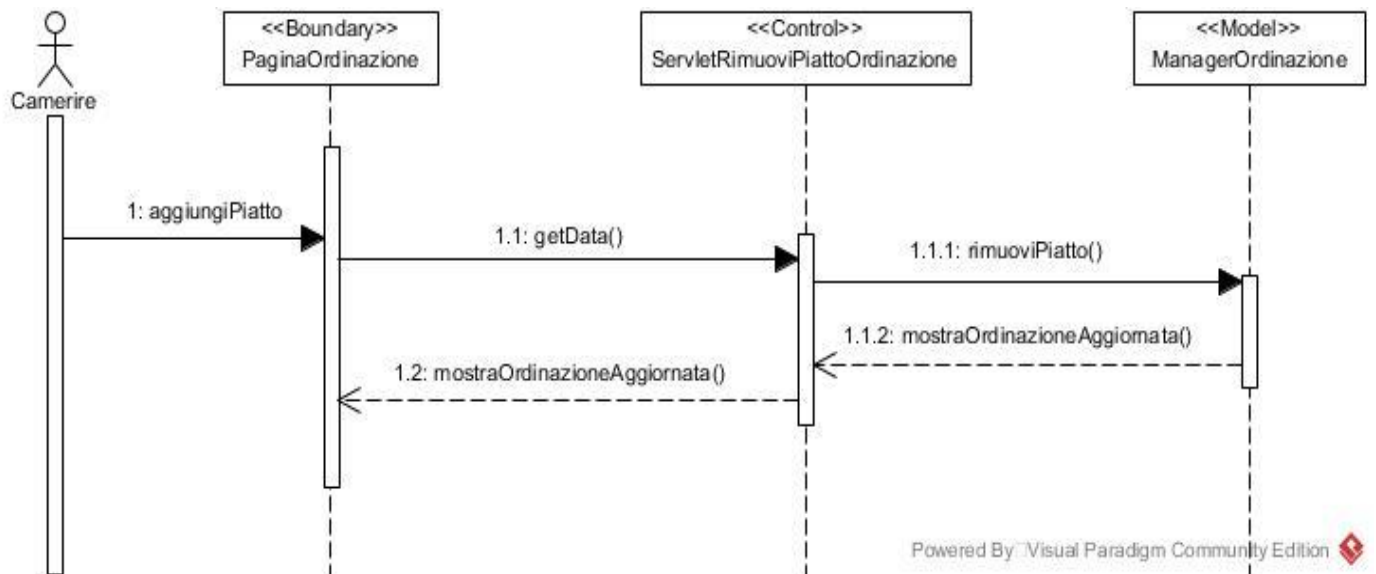 <<Boundary>>
PaginaOrdinazione
<<Control>>
ServletRimuoviPiattoOrdinazione
<<Model>>
ManagerOrdinazione
Camerire
1: aggiungiPiatto
1.1: getData()
1.1.1: rimuoviPiatto()
1.1.2: mostraOrdinazioneAggiornata()
1.2: mostraOrdinazioneAggiornata()
Powered By Visual Paradigm Community Edition